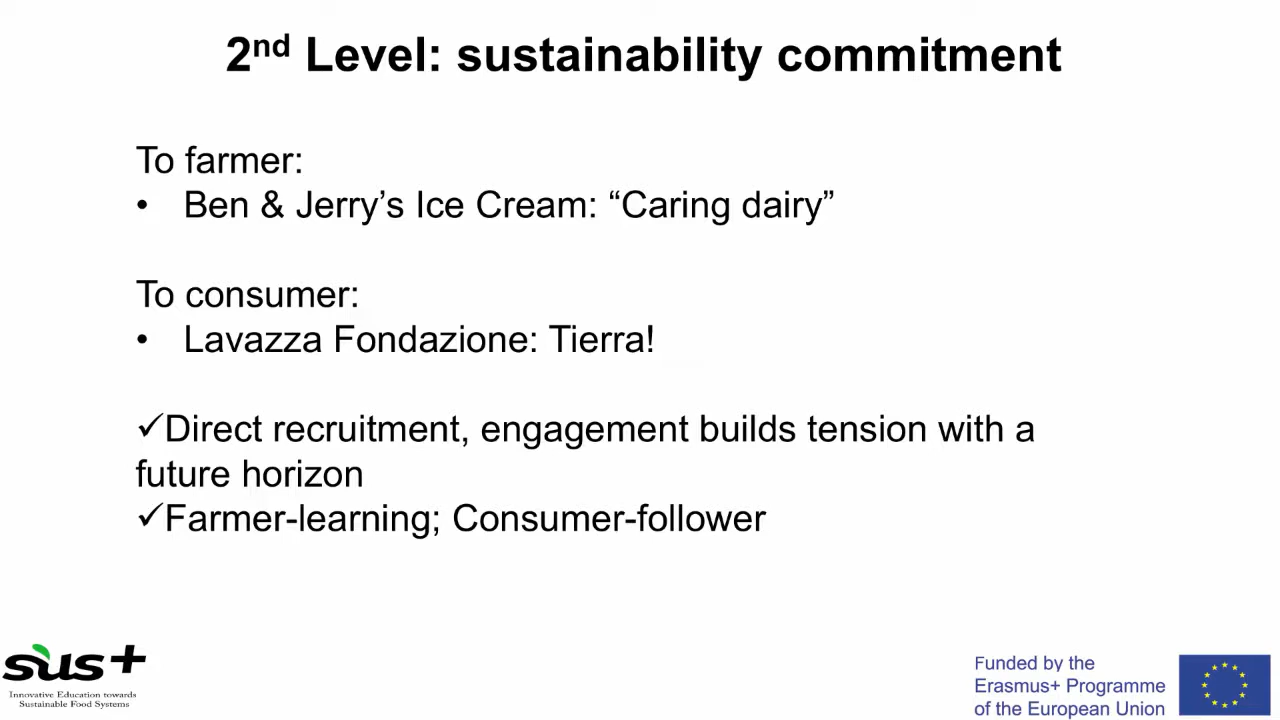 2nd Level: sustainability commitment
To farmer:
• Ben & Jerry’s Ice Cream: “Caring dairy”
To consumer:
• Lavazza Fondazione: Tierra!
✓Direct recruitment, engagement builds tension with a
future horizon
✓Farmer-learning; Consumer-follower
sus+
Innovative Education towards
Sustainable Food Systems
Funded by the
Erasmus+ Programme
of the European Union